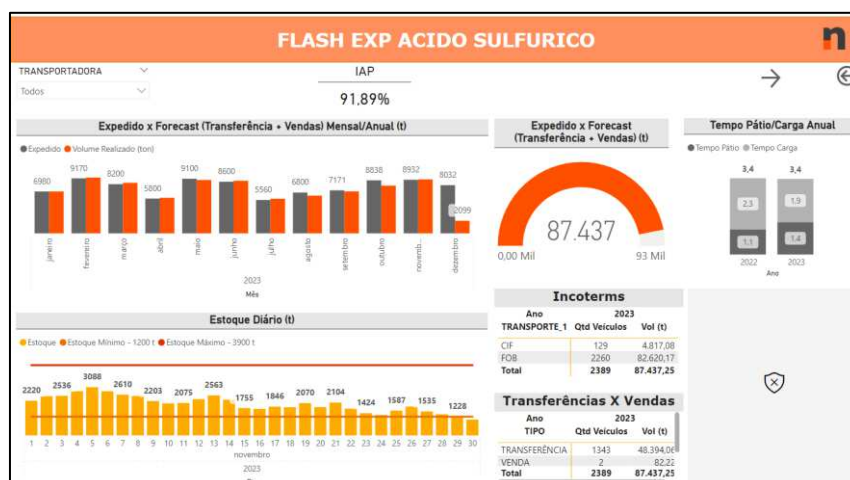 FLASH EXP ACIDO SULFURICO
n
TRANSPORTADORA
Todos
IAP
91,89%
Expedido x Forecast (Transferência + Vendas) Mensal/Anual (t)
Expedido Volume Realizado (ton)
6980 9170 8200 5800 9100 8600 5560 6800 7171 8838 8932 8032
2099
janeiro fevereiro março abril maio junho julho agosto setembro outubro novemb... dezembro
2023
Mês
Expedido x Forecast
(Transferência + Vendas) (t)
87.437
0,00 Mil 93 Mil
Tempo Pátio/Carga Anual
Tempo Pátio Tempo Carga
3,4 3,4
2.3 1.9
1.1 1.4
2022 2023
Ano
Estoque Diário (t)
Estoque Estoque Mínimo - 1200 t Estoque Máximo - 3900 t
2220 2536 3088 2610 2203 2075 2563 1755 1846 2070 2104 1424 1587 1535 1228
1 2 3 4 5 6 7 8 9 10 11 12 13 14 15 16 17 18 19 20 21 22 23 24 25 26 27 28 29 30
novembro
2023
Incoterms
Ano 2023
TRANSPORTE_1 Qtd Veículos Vol (t)
CIF 129 4.817,08
FOB 2260 82.620,17
Total 2389 87.437,25
Transferências X Vendas
Ano 2023
TIPO Qtd Veículos Vol (t)
TRANSFERÊNCIA 1343 48.394,06
VENDA 2 82,22
Total 2389 87.437,25